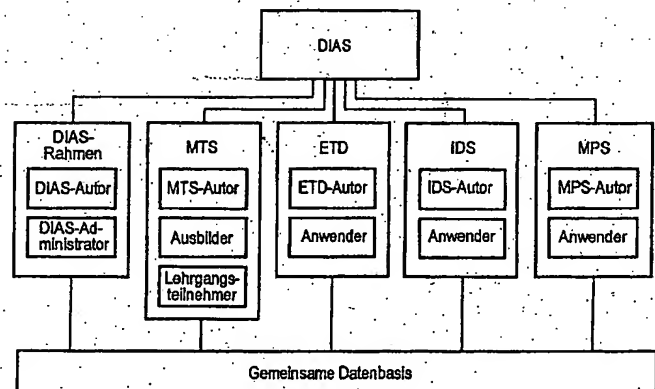 DIAS
DIAS-
Rahmen
DIAS-Autor
DIAS-Ad-
ministrator
MTS
MTS-Autor
Ausbilder
Lehrgangs-
teilnehmer
ETD
ETD-Autor
Anwender
IDS
IDS-Autor
Anwender
MPS
MPS-Autor
Anwender
Gemeinsame Datenbasis